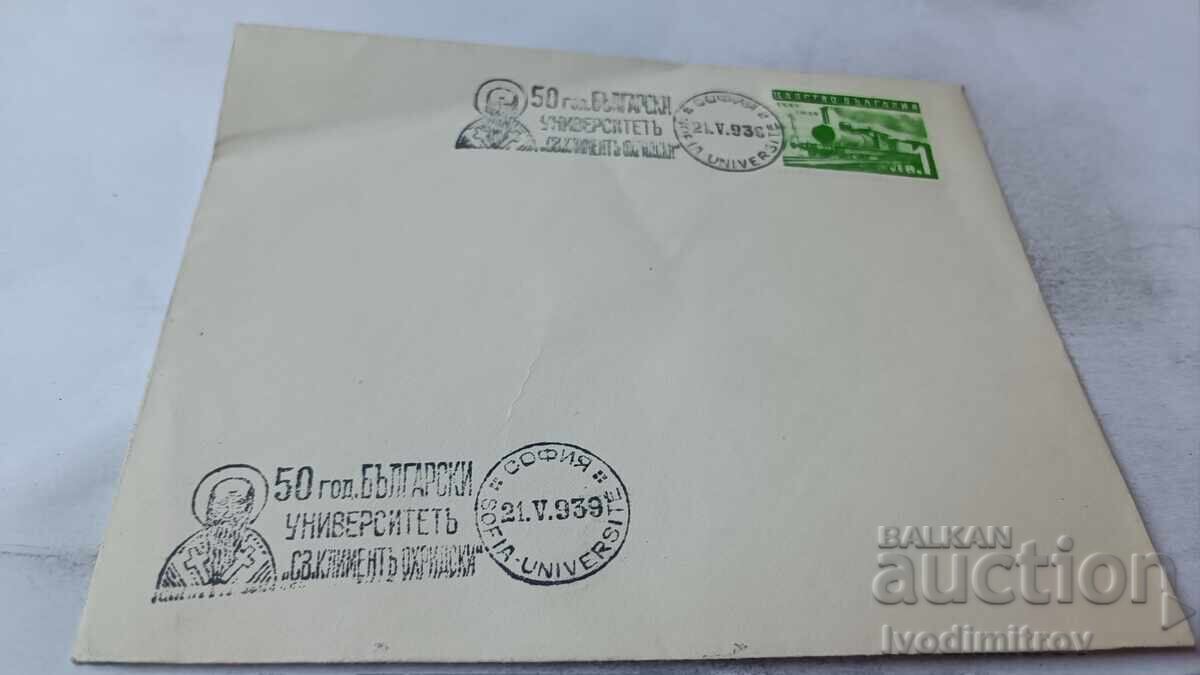 50 год. БЪЛГАРСКИ
УНИВЕРСИТЕТЪ
„СВ. КЛИМЕНТЪ ОХРИДСКИ“
СОФИЯ
21.V.939
SOFIA-UNIVERSITE
ЦАРСТВО БЪЛГАРИЯ
1 ЛВ.
50 год. БЪЛГАРСКИ
УНИВЕРСИТЕТЪ
„СВ. КЛИМЕНТЪ ОХРИДСКИ“
СОФИЯ
21.V.939
SOFIA-UNIVERSITE
BALKAN
auction
Ivodimitrov